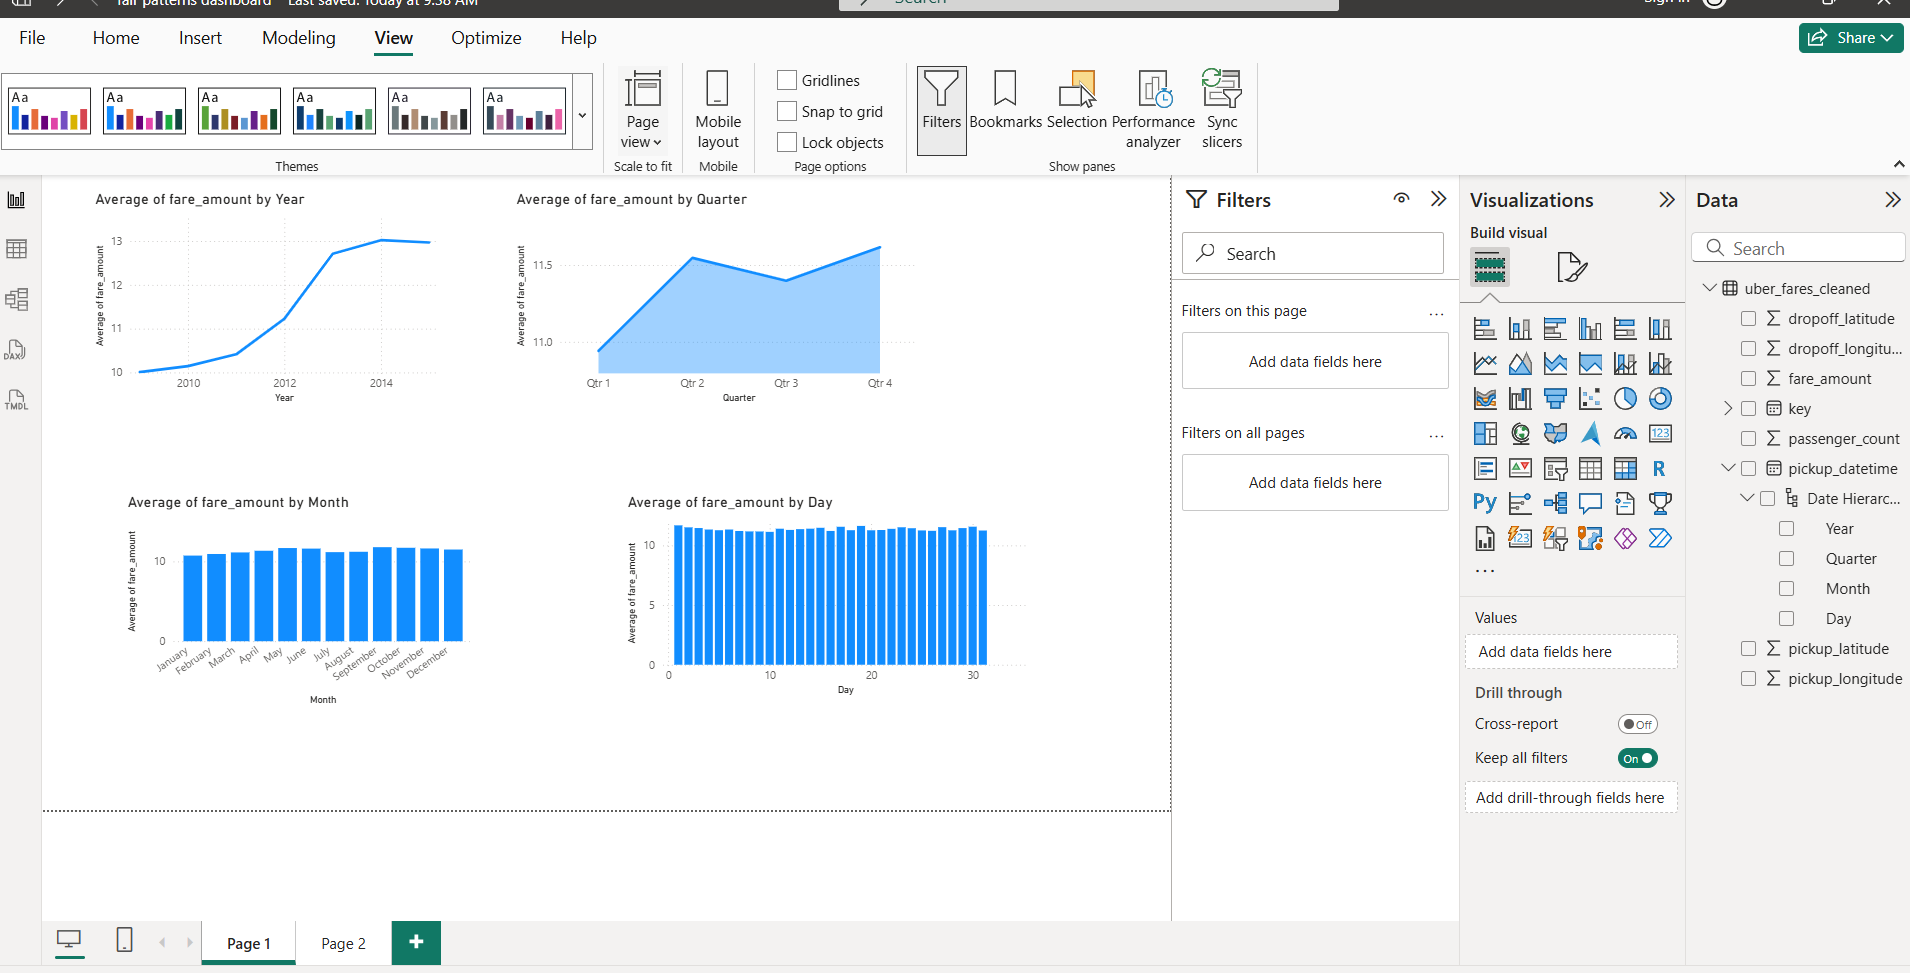 fair patterns dashboard Last saved: Today at 9:38 AM
Search
Sign in
File Home Insert Modeling View Optimize Help
Share
Aa Aa Aa Aa Aa Aa
Themes
Page view
Scale to fit
Mobile layout
Mobile
Gridlines
Snap to grid
Lock objects
Page options
Filters
Bookmarks
Selection
Performance analyzer
Sync slicers
Show panes
DAX
TMDL
Average of fare_amount by Year
Average of fare_amount
13
12
11
10
2010 2012 2014
Year
Average of fare_amount by Quarter
Average of fare_amount
11.5
11.0
Qtr 1 Qtr 2 Qtr 3 Qtr 4
Quarter
Average of fare_amount by Month
Average of fare_amount
10
0
January February March April May June July August September October November December
Month
Average of fare_amount by Day
Average of fare_amount
10
5
0
0 10 20 30
Day
Filters
Search
Filters on this page ...
Add data fields here
Filters on all pages ...
Add data fields here
Visualizations
Build visual
123
R
Py
123
...
Values
Add data fields here
Drill through
Cross-report Off
Keep all filters On
Add drill-through fields here
Data
Search
uber_fares_cleaned
dropoff_latitude
dropoff_longitu...
fare_amount
key
passenger_count
pickup_datetime
Date Hierarc...
Year
Quarter
Month
Day
pickup_latitude
pickup_longitude
Page 1 Page 2 +